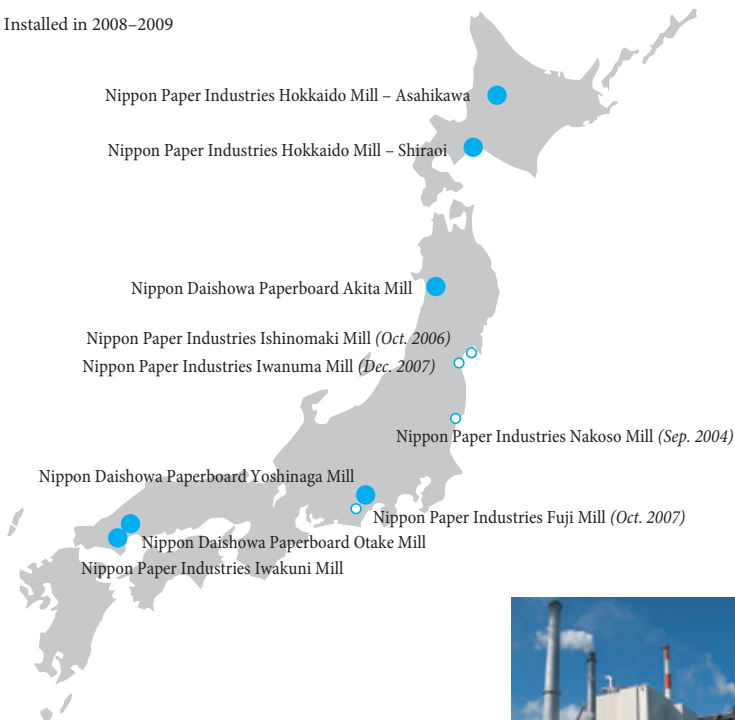 Installed in 2008–2009
Nippon Paper Industries Hokkaido Mill – Asahikawa
Nippon Paper Industries Hokkaido Mill – Shiraoi
Nippon Daishowa Paperboard Akita Mill
Nippon Paper Industries Ishinomaki Mill (Oct. 2006)
Nippon Paper Industries Iwanuma Mill (Dec. 2007)
Nippon Paper Industries Nakoso Mill (Sep. 2004)
Nippon Daishowa Paperboard Yoshinaga Mill
Nippon Paper Industries Fuji Mill (Oct. 2007)
Nippon Daishowa Paperboard Otake Mill
Nippon Paper Industries Iwakuni Mill